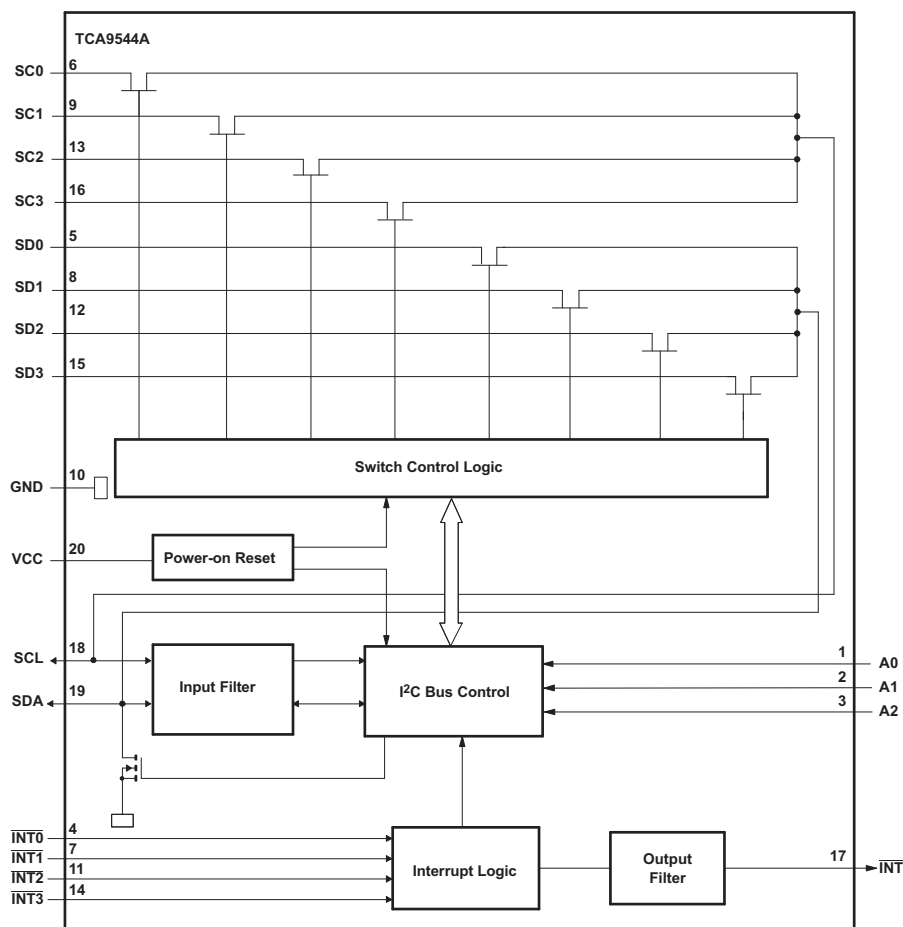 TCA9544A
SC0 6
SC1 9
SC2 13
SC3 16
SD0 5
SD1 8
SD2 12
SD3 15
Switch Control Logic
GND 10
VCC 20
Power-on Reset
SCL 18
SDA 19
Input Filter
I²C Bus Control
1 A0
2 A1
3 A2
INT0 4
INT1 7
INT2 11
INT3 14
Interrupt Logic
Output
Filter
17 INT